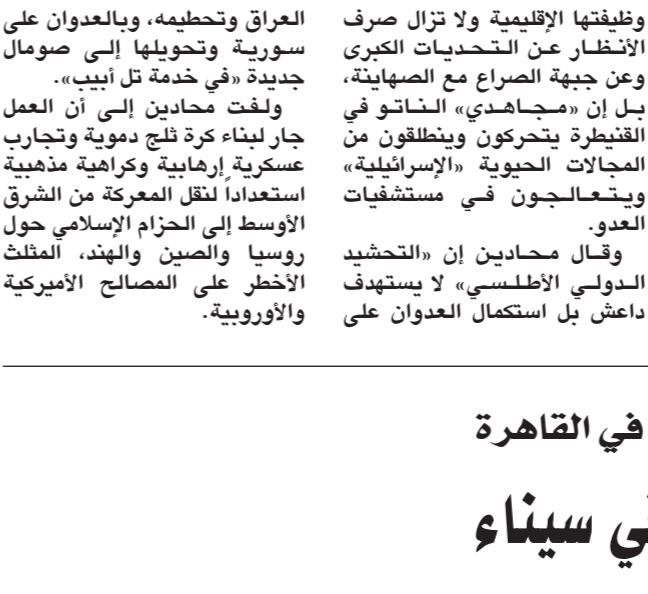 وظيفتها الإقليمية ولا تزال صرف
الأنظار عن التحديات الكبرى
وعن جبهة الصراع مع الصهاينة،
بل إن «مجاهدي» الناتو في
القنيطرة يتحركون وينطلقون من
المجالات الحيوية «الإسرائيلية»
ويتعالجون في مستشفيات
العدو.
وقال محادين إن «التحشيد
الدولي الأطلسي» لا يستهدف
داعش بل استكمال العدوان على
العراق وتحطيمه، وبالعدوان على
سورية وتحويلها إلى صومال
جديدة «في خدمة تل أبيب».
ولفت محادين إلى أن العمل
جار لبناء كرة ثلج دموية وتجارب
عسكرية إرهابية وكراهية مذهبية
استعداداً لنقل المعركة من الشرق
الأوسط إلى الحزام الإسلامي حول
روسيا والصين والهند، المثلث
الأخطر على المصالح الأميركية
والأوروبية.
في القاهرة
سيناء